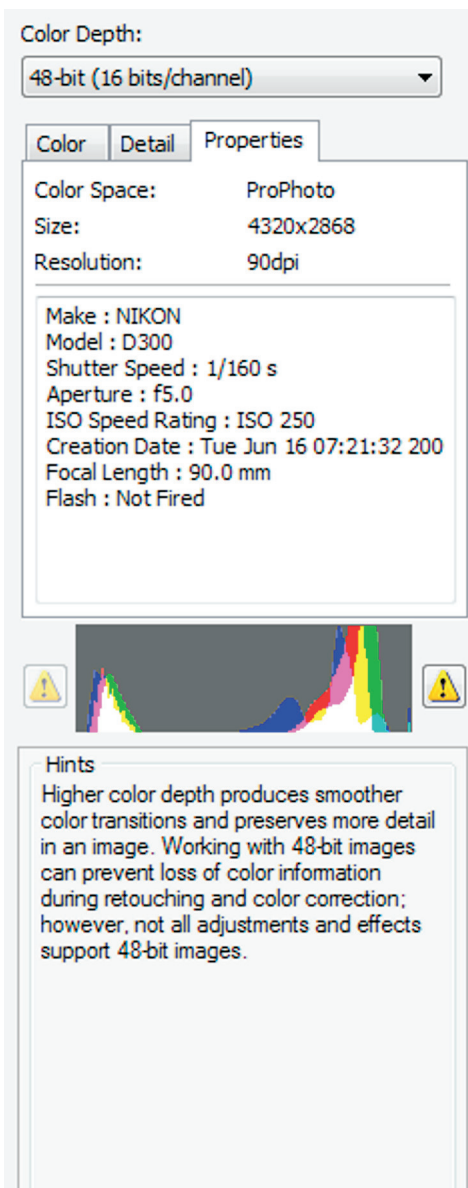 Color Depth:
48-bit (16 bits/channel)
Color Detail Properties
Color Space: ProPhoto
Size: 4320x2868
Resolution: 90dpi
Make : NIKON
Model : D300
Shutter Speed : 1/160 s
Aperture : f5.0
ISO Speed Rating : ISO 250
Creation Date : Tue Jun 16 07:21:32 200
Focal Length : 90.0 mm
Flash : Not Fired
Hints
Higher color depth produces smoother
color transitions and preserves more detail
in an image. Working with 48-bit images
can prevent loss of color information
during retouching and color correction;
however, not all adjustments and effects
support 48-bit images.